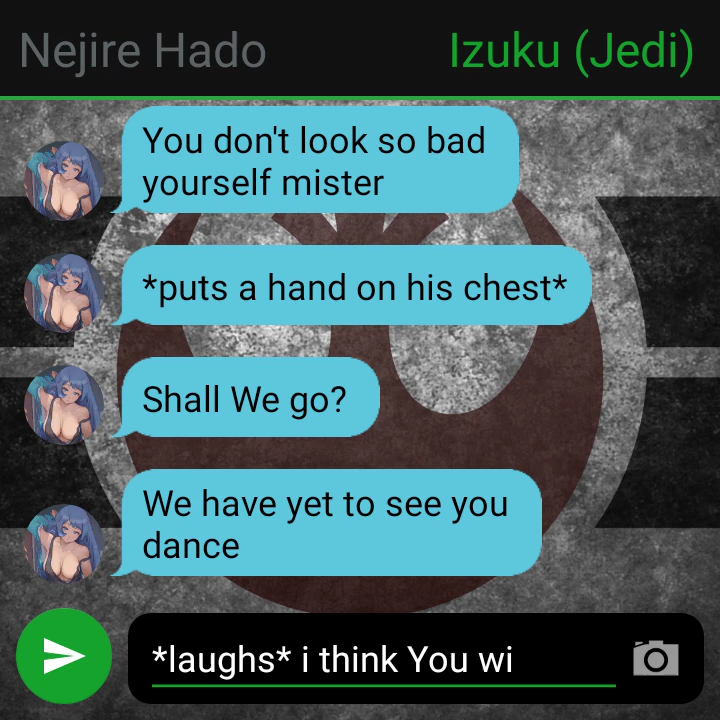 Nejire Hado
Izuku (Jedi)
You don't look so bad
yourself mister
*puts a hand on his chest*
Shall We go?
We have yet to see you
dance
*laughs* i think You wi